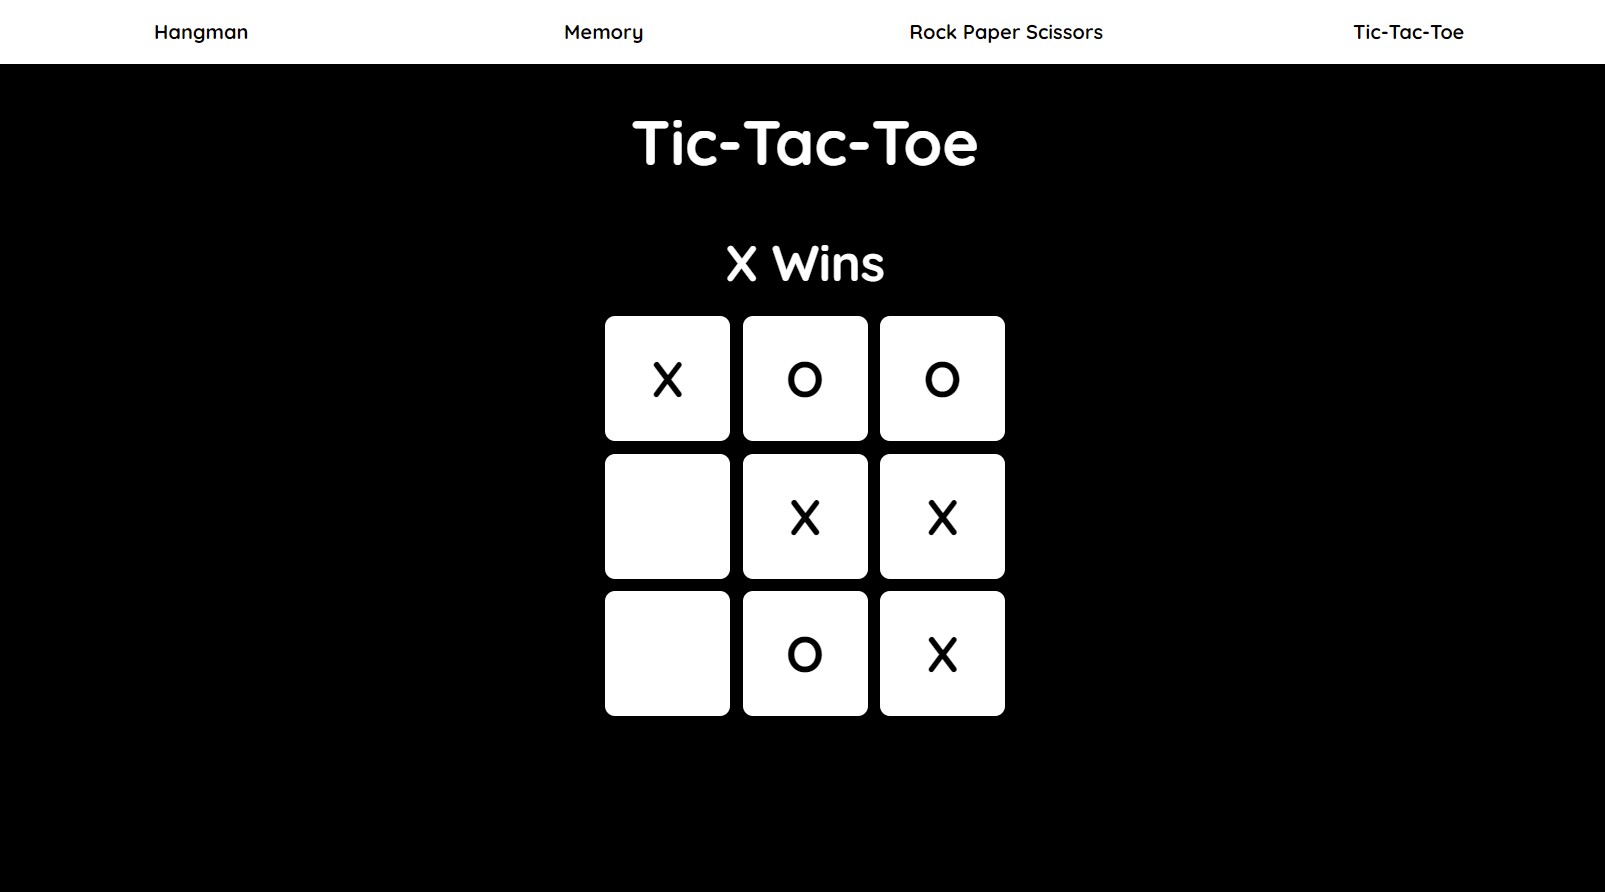 Hangman Memory Rock Paper Scissors Tic-Tac-Toe
Tic-Tac-Toe
X Wins
X O O
X X
O X